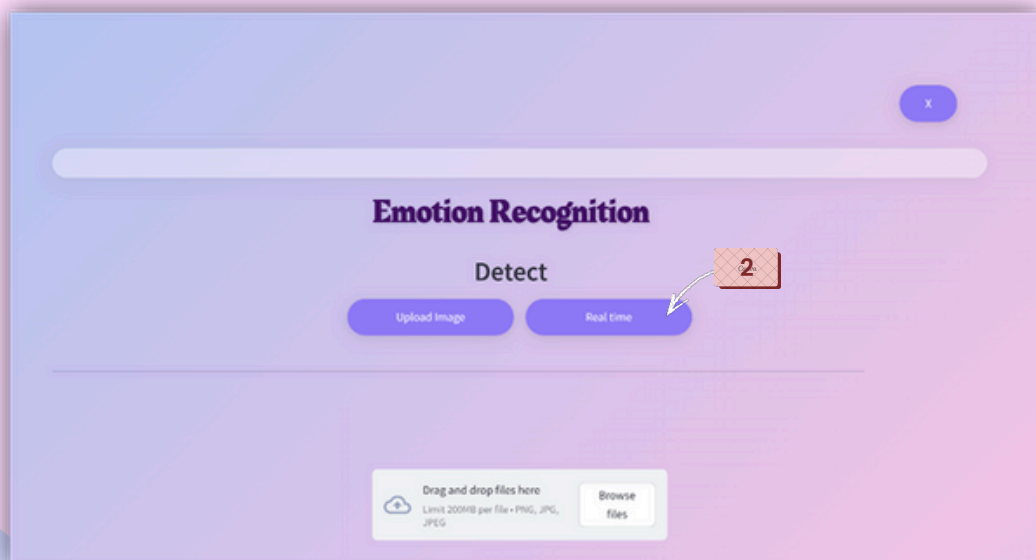 X
Emotion Recognition
Detect
2
Upload Image
Real time
Drag and drop files here
Limit 200MB per file • PNG, JPG,
JPEG
Browse
files